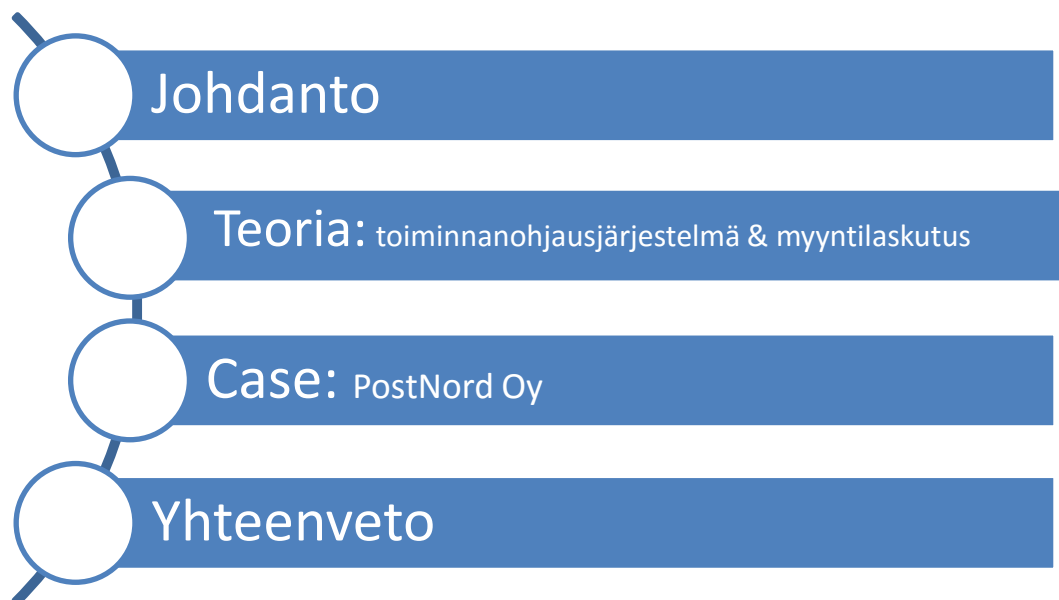 Johdanto
Teoria: toiminnanohjausjärjestelmä & myyntilaskutus
Case: PostNord Oy
Yhteenveto